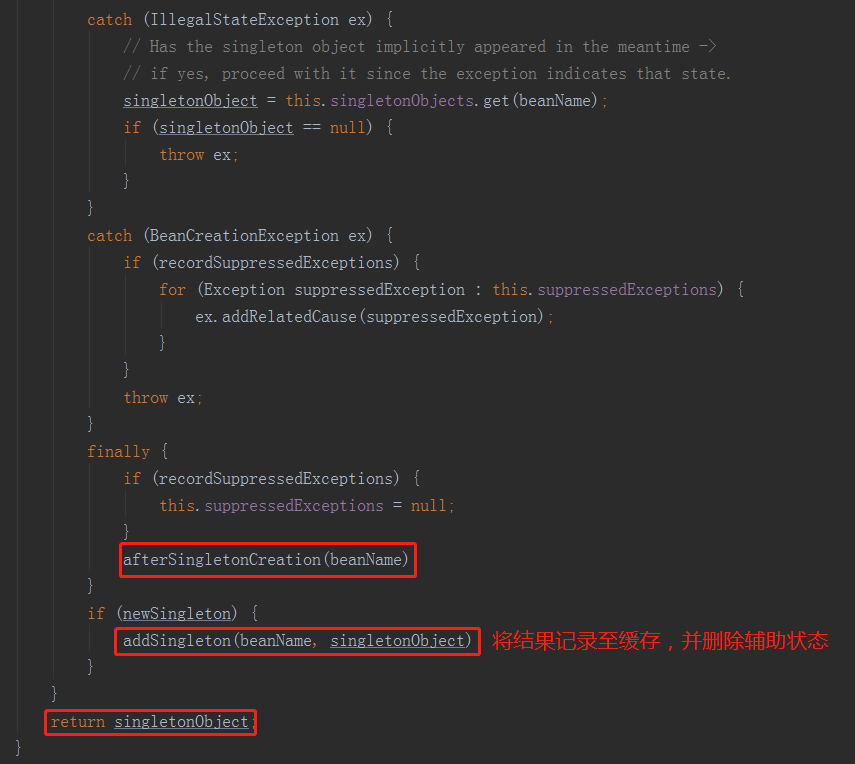 catch (IllegalStateException ex) {
// Has the singleton object implicitly appeared in the meantime ->
// if yes, proceed with it since the exception indicates that state.
singletonObject = this.singletonObjects.get(beanName);
if (singletonObject == null) {
throw ex;
}
}
catch (BeanCreationException ex) {
if (recordSuppressedExceptions) {
for (Exception suppressedException : this.suppressedExceptions) {
ex.addRelatedCause(suppressedException);
}
}
throw ex;
}
finally {
if (recordSuppressedExceptions) {
this.suppressedExceptions = null;
}
afterSingletonCreation(beanName)
}
if (newSingleton) {
addSingleton(beanName, singletonObject) 将结果记录至缓存，并删除辅助状态
}
}
return singletonObject;
}